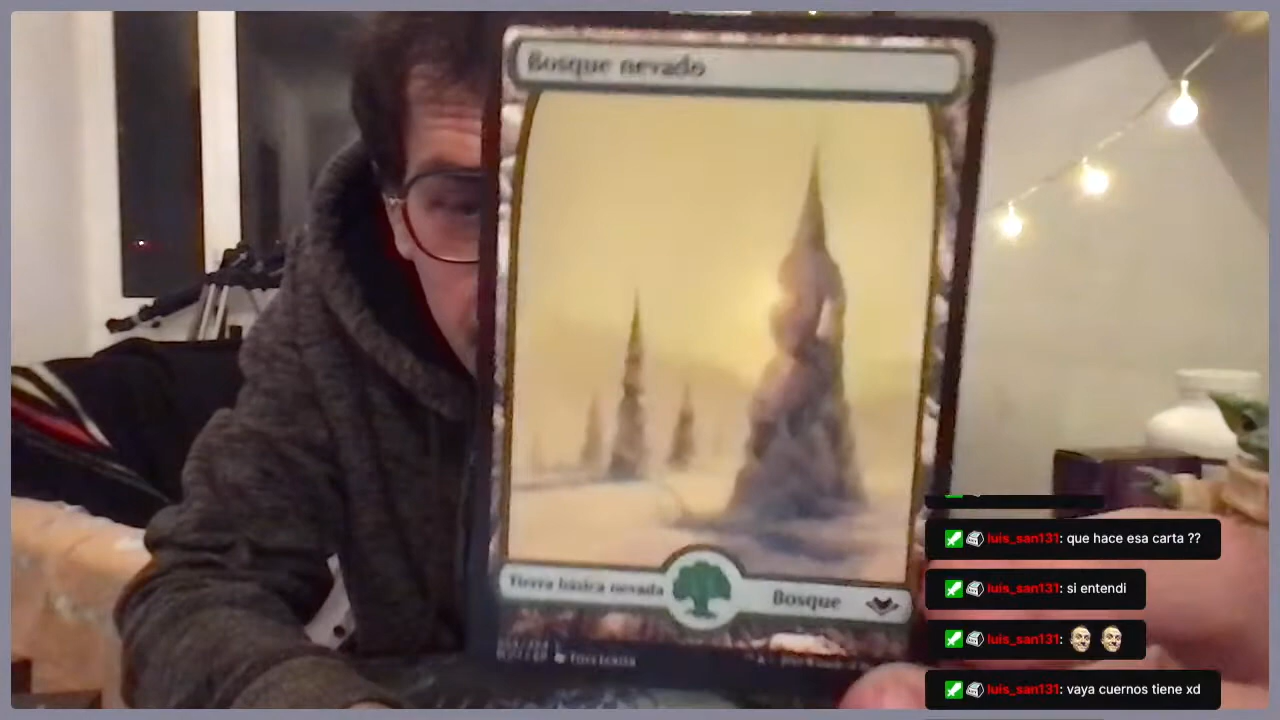 Bosque nevado
Tierra básica nevada
Bosque
luis_san131: que hace esa carta ??
luis_san131: si entendi
luis_san131:
luis_san131: vaya cuernos tiene xd